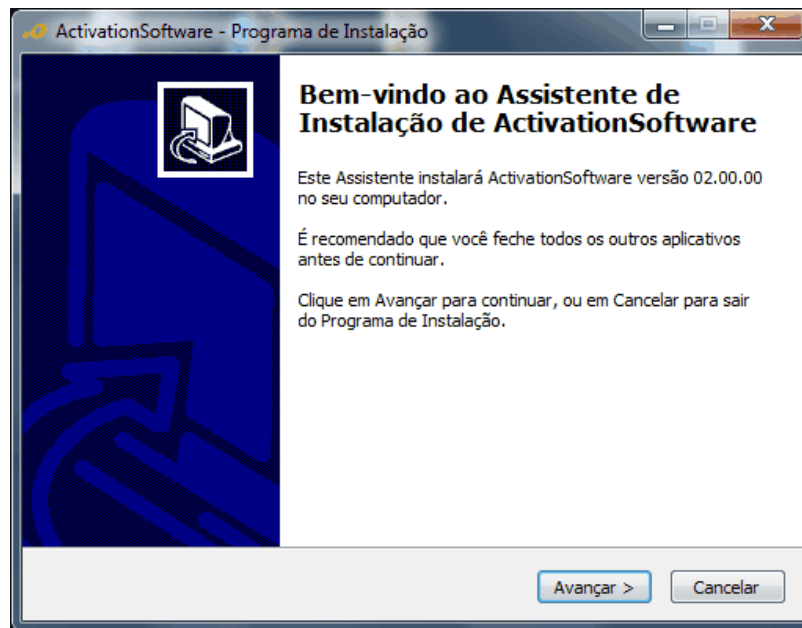 ActivationSoftware - Programa de Instalação
Bem-vindo ao Assistente de
Instalação de ActivationSoftware
Este Assistente instalará ActivationSoftware versão 02.00.00
no seu computador.
É recomendado que você feche todos os outros aplicativos
antes de continuar.
Clique em Avançar para continuar, ou em Cancelar para sair
do Programa de Instalação.
Avançar >
Cancelar